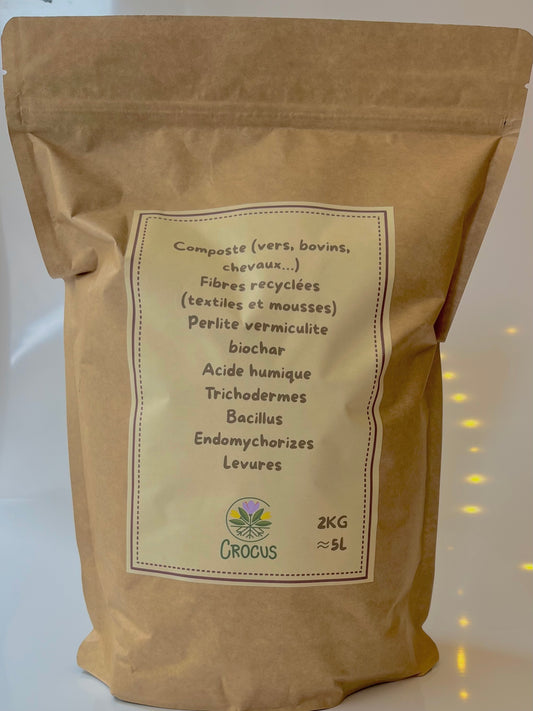 Composte (vers, bovins,
chevaux...)
Fibres recyclées
(textiles et mousses)
Perlite vermiculite
biochar
Acide humique
Trichodermes
Bacillus
Endomychorizes
Levures
CROCUS
2KG
≈5L